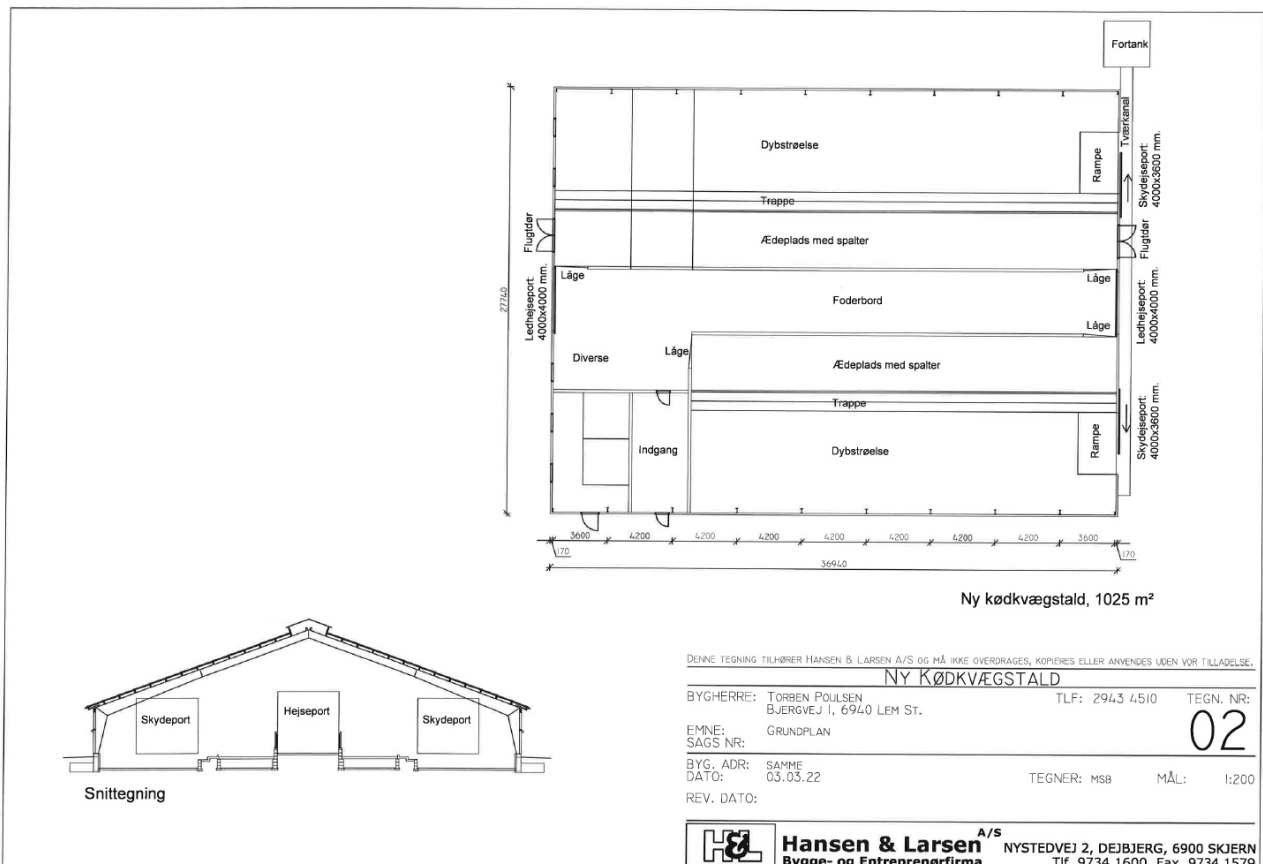 Fortank
Tværkanal
Dybstrøelse
Rampe
Skydejseport:
4000x3600 mm.
Trappe
Flugtdør
Ædeplads med spalter
Flugtdør
27740
Låge
Låge
Ledhejseport:
4000x4000 mm.
Foderbord
Ledhejseport:
4000x4000 mm.
Låge
Diverse
Låge
Ædeplads med spalter
Trappe
Skydejseport:
4000x3600 mm.
Indgang
Dybstrøelse
Rampe
3600 4200 4200 4200 4200 4200 4200 4200 3600
170 170
36940
Ny kødkvægstald, 1025 m²
Skydeport
Hejseport
Skydeport
Snittegning
DENNE TEGNING TILHØRER HANSEN & LARSEN A/S OG MÅ IKKE OVERDRAGES, KOPIERES ELLER ANVENDES UDEN VOR TILLADELSE.
NY KØDKVÆGSTALD
BYGHERRE: TORBEN POULSEN TLF: 2943 4510 TEGN. NR:
BJERGVEJ 1, 6940 LEM ST.
02
EMNE: GRUNDPLAN
SAGS NR:
BYG. ADR: SAMME
DATO: 03.03.22 TEGNER: MSB MÅL: 1:200
REV. DATO:
H&L Hansen & Larsen A/S NYSTEDVEJ 2, DEJBJERG, 6900 SKJERN
Bygge- og Entreprenørfirma Tlf. 9734 1600 Fax. 9734 1579